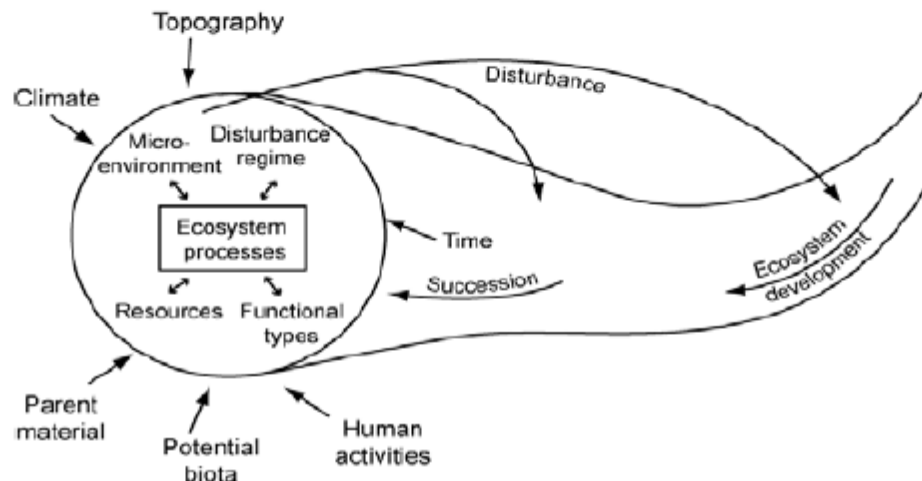 Topography
Disturbance
Climate
Micro-
environment
Disturbance
regime
Ecosystem
processes
Time
Ecosystem
development
Succession
Resources
Functional
types
Parent
material
Potential
biota
Human
activities